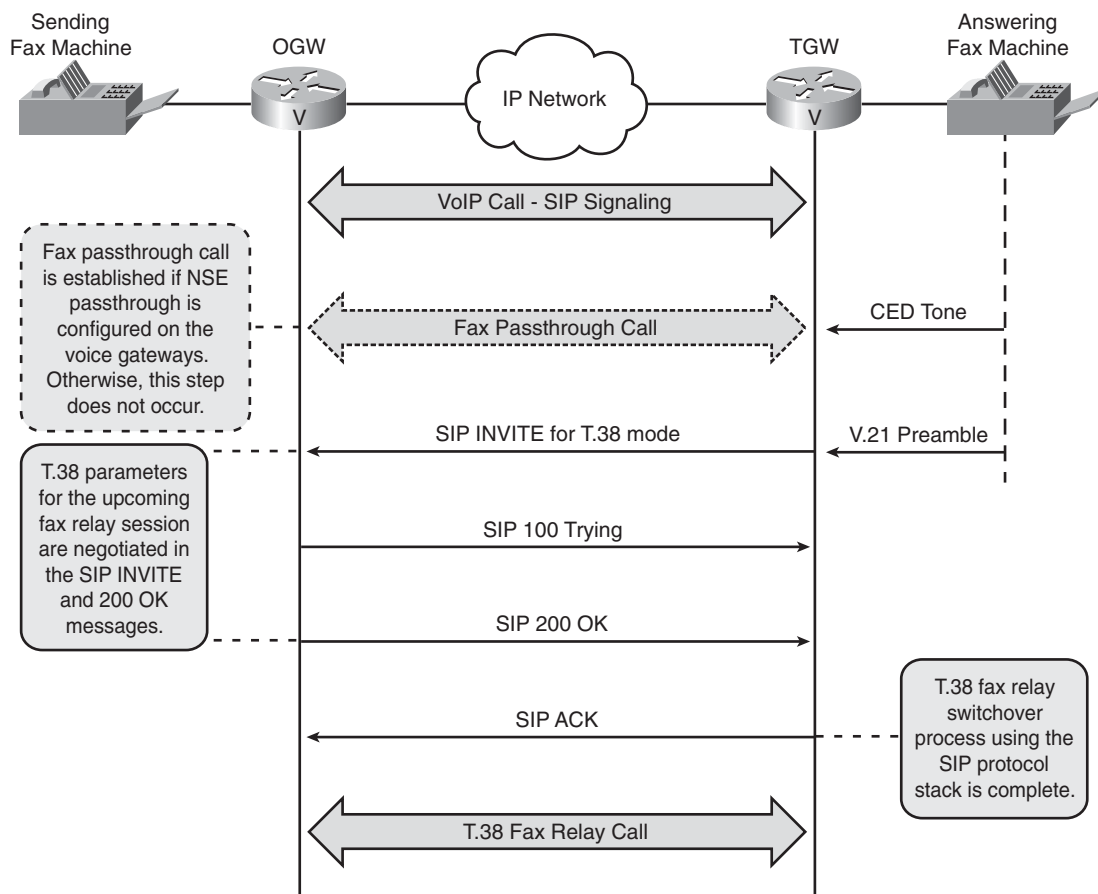 Sending
Fax Machine
OGW
TGW
Answering
Fax Machine
IP Network
V
V
VoIP Call - SIP Signaling
Fax passthrough call
is established if NSE
passthrough is
configured on the
voice gateways.
Otherwise, this step
does not occur.
Fax Passthrough Call
CED Tone
SIP INVITE for T.38 mode
V.21 Preamble
T.38 parameters
for the upcoming
fax relay session
are negotiated in
the SIP INVITE
and 200 OK
messages.
SIP 100 Trying
SIP 200 OK
SIP ACK
T.38 fax relay
switchover
process using the
SIP protocol
stack is complete.
T.38 Fax Relay Call